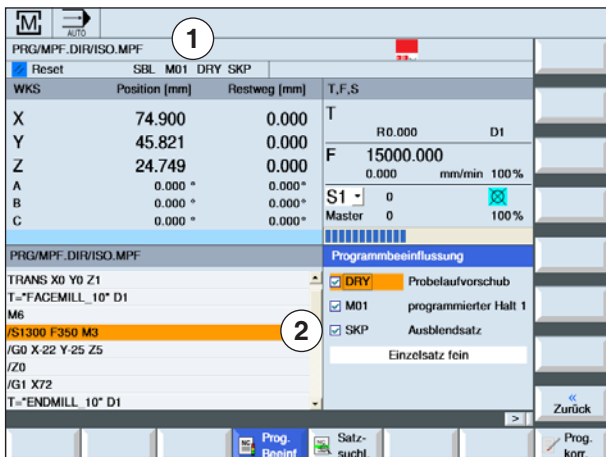 M
AUTO
1
PRG/MPF.DIR/ISO.MPF
Reset SBL M01 DRY SKP
WKS Position [mm] Restweg [mm]
X 74.900 0.000
Y 45.821 0.000
Z 24.749 0.000
A 0.000 ° 0.000°
B 0.000 ° 0.000°
C 0.000 ° 0.000°
T,F,S
T
R0.000 D1
F 15000.000
0.000 mm/min 100%
S1 0
Master 0 100%
PRG/MPF.DIR/ISO.MPF
TRANS X0 Y0 Z1
T="FACEMILL_10" D1
M6
/S1300 F350 M3
/G0 X-22 Y-25 Z5
/Z0
/G1 X72
T="ENDMILL_10" D1
2
Programmbeeinflussung
DRY Probelaufvorschub
M01 programmierter Halt 1
SKP Ausblendsatz
Einzelsatz fein
>
«
Zurück
NC
Prog.
Beeinf.
NC
Satz-
suchl.
Prog.
korr.